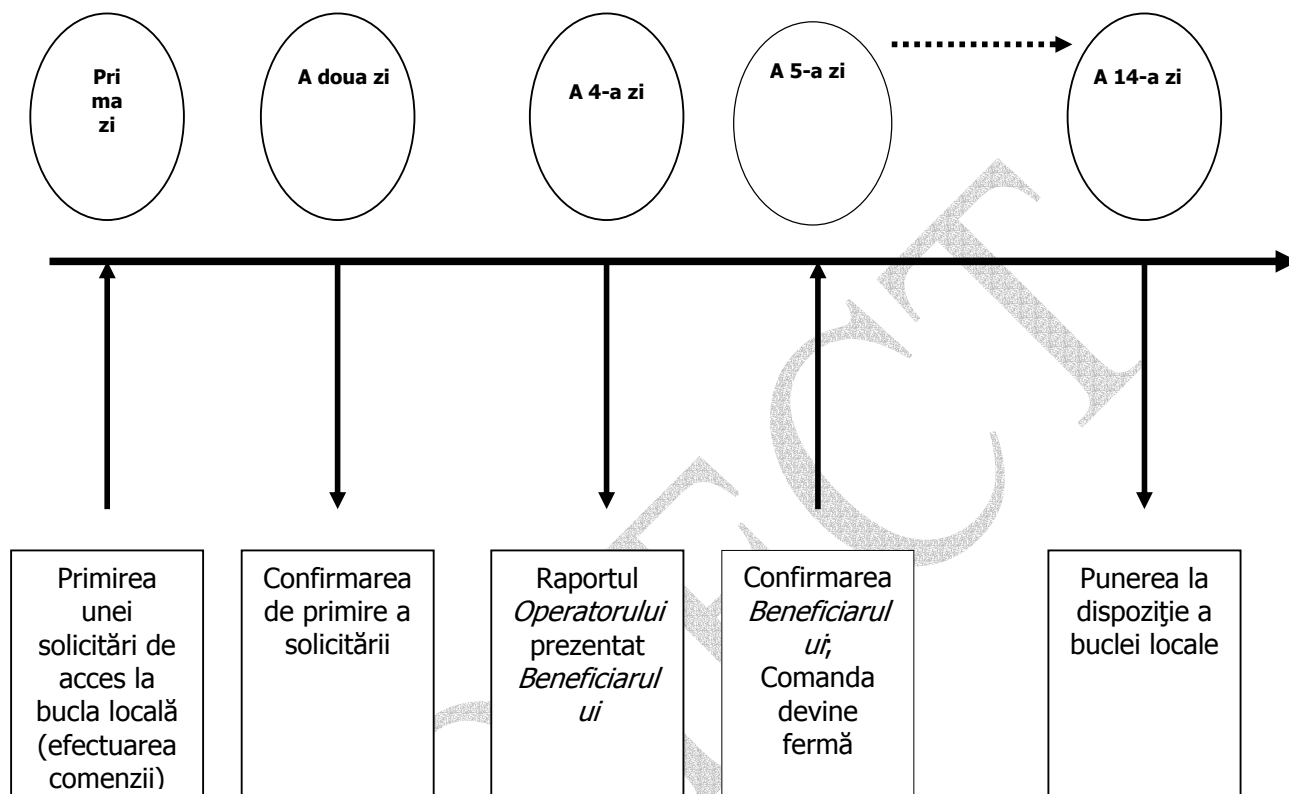 Pri
ma
zi
A doua zi
A 4-a zi
A 5-a zi
A 14-a zi
Primirea
unei
solicitări de
acces la
bucla locală
(efectuarea
comenzii)
Confirmarea
de primire a
solicitării
Raportul
Operatorului
prezentat
Beneficiarul
ui
Confirmarea
Beneficiarul
ui;
Comanda
devine
fermă
Punerea la
dispoziţie a
buclei locale